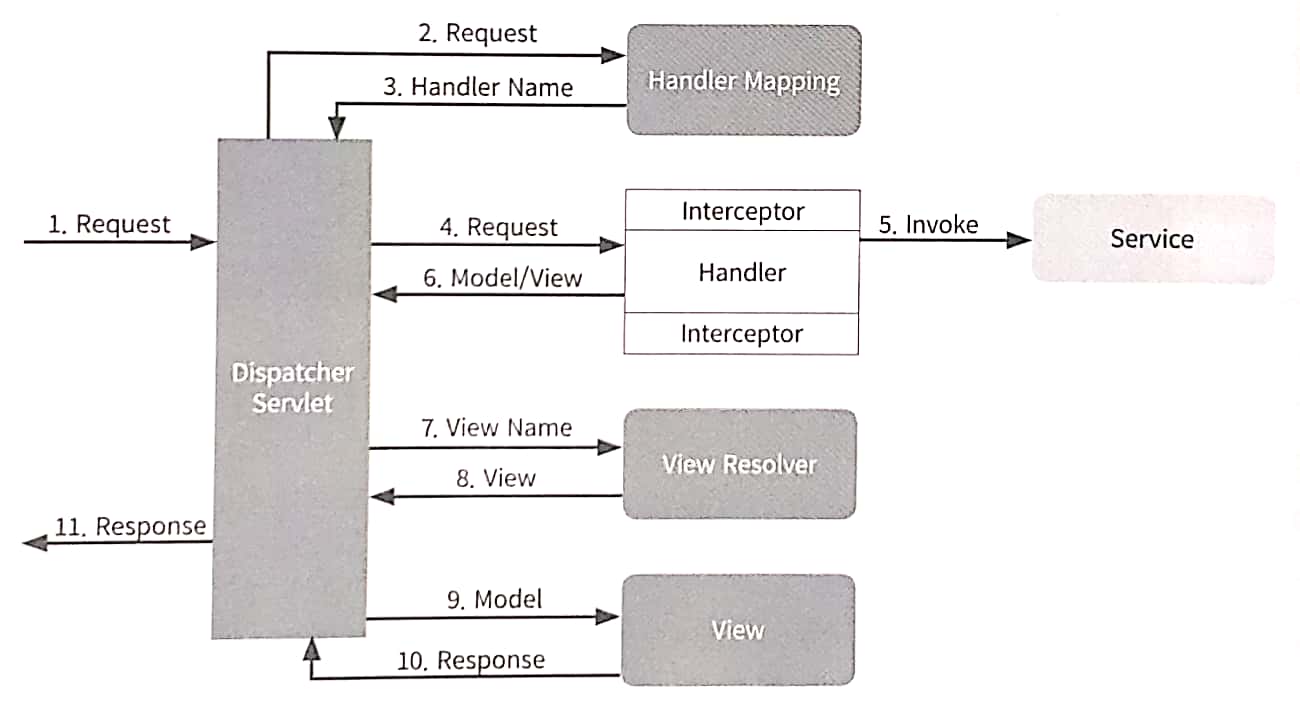 2. Request
3. Handler Name
Handler Mapping
1. Request
4. Request
Interceptor
5. Invoke
Service
6. Model/View
Handler
Interceptor
Dispatcher
Servlet
7. View Name
View Resolver
8. View
11. Response
9. Model
View
10. Response